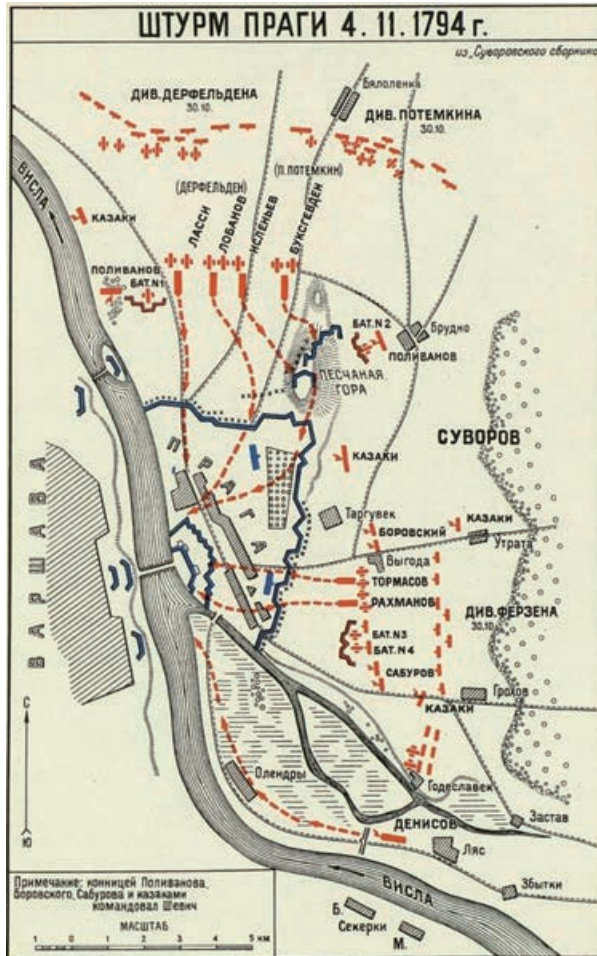 ШТУРМ ПРАГИ 4. 11. 1794 г.
из „Суворовского сборника
ДИВ. ДЕРФЕЛЬДЕНА
30.10.
Бялоленка
ДИВ. ПОТЕМКИНА
30.10.
ВИСЛА
КАЗАКИ
(ДЕРФЕЛЬДЕН)
(П. ПОТЕМКИН)
ЛАССИ
ЛОБАНОВ
ИСЛЕНЬЕВ
БУКСГЕВДЕН
ПОЛИВАНОВ
БАТ. N1
БАТ. N2
Брудно
ПОЛИВАНОВ
ПЕСЧАНАЯ
ГОРА
СУВОРОВ
КАЗАКИ
ПРАГА
ВАРШАВА
Таргувек
БОРОВСКИЙ
КАЗАКИ
Утрата
Выгода
ТОРМАСОВ
РАХМАНОВ
ДИВ. ФЕРЗЕНА
30.10.
БАТ. N3
БАТ. N4
САБУРОВ
КАЗАКИ
Грохов
С
Ю
Олендры
Годеславек
ДЕНИСОВ
Застав
Ляс
ВИСЛА
Збытки
Б.
Секерки
М.
Примечание: конницей Поливанова,
Боровского, Сабурова и казаками
командовал Шевич
МАСШТАБ
1 0 1 2 3 4 5 км